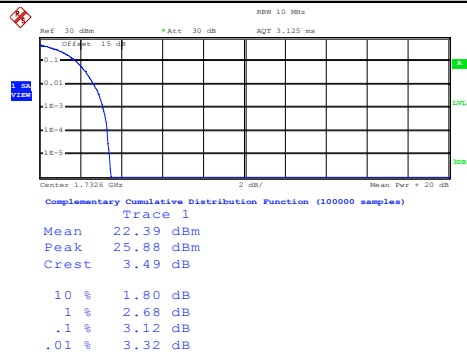 RBW 10 MHz
Ref 30 dBm *Att 30 dB AQT 3.125 ms
Offset 15 dB
0.1
A
0.01
1 SA
VIEW
1E-3
LVL
1E-4
1E-5
3DB
Center 1.7326 GHz 2 dB/ Mean Pwr + 20 dB
Complementary Cumulative Distribution Function (100000 samples)
Trace 1
Mean 22.39 dBm
Peak 25.88 dBm
Crest 3.49 dB
10 % 1.80 dB
1 % 2.68 dB
.1 % 3.12 dB
.01 % 3.32 dB